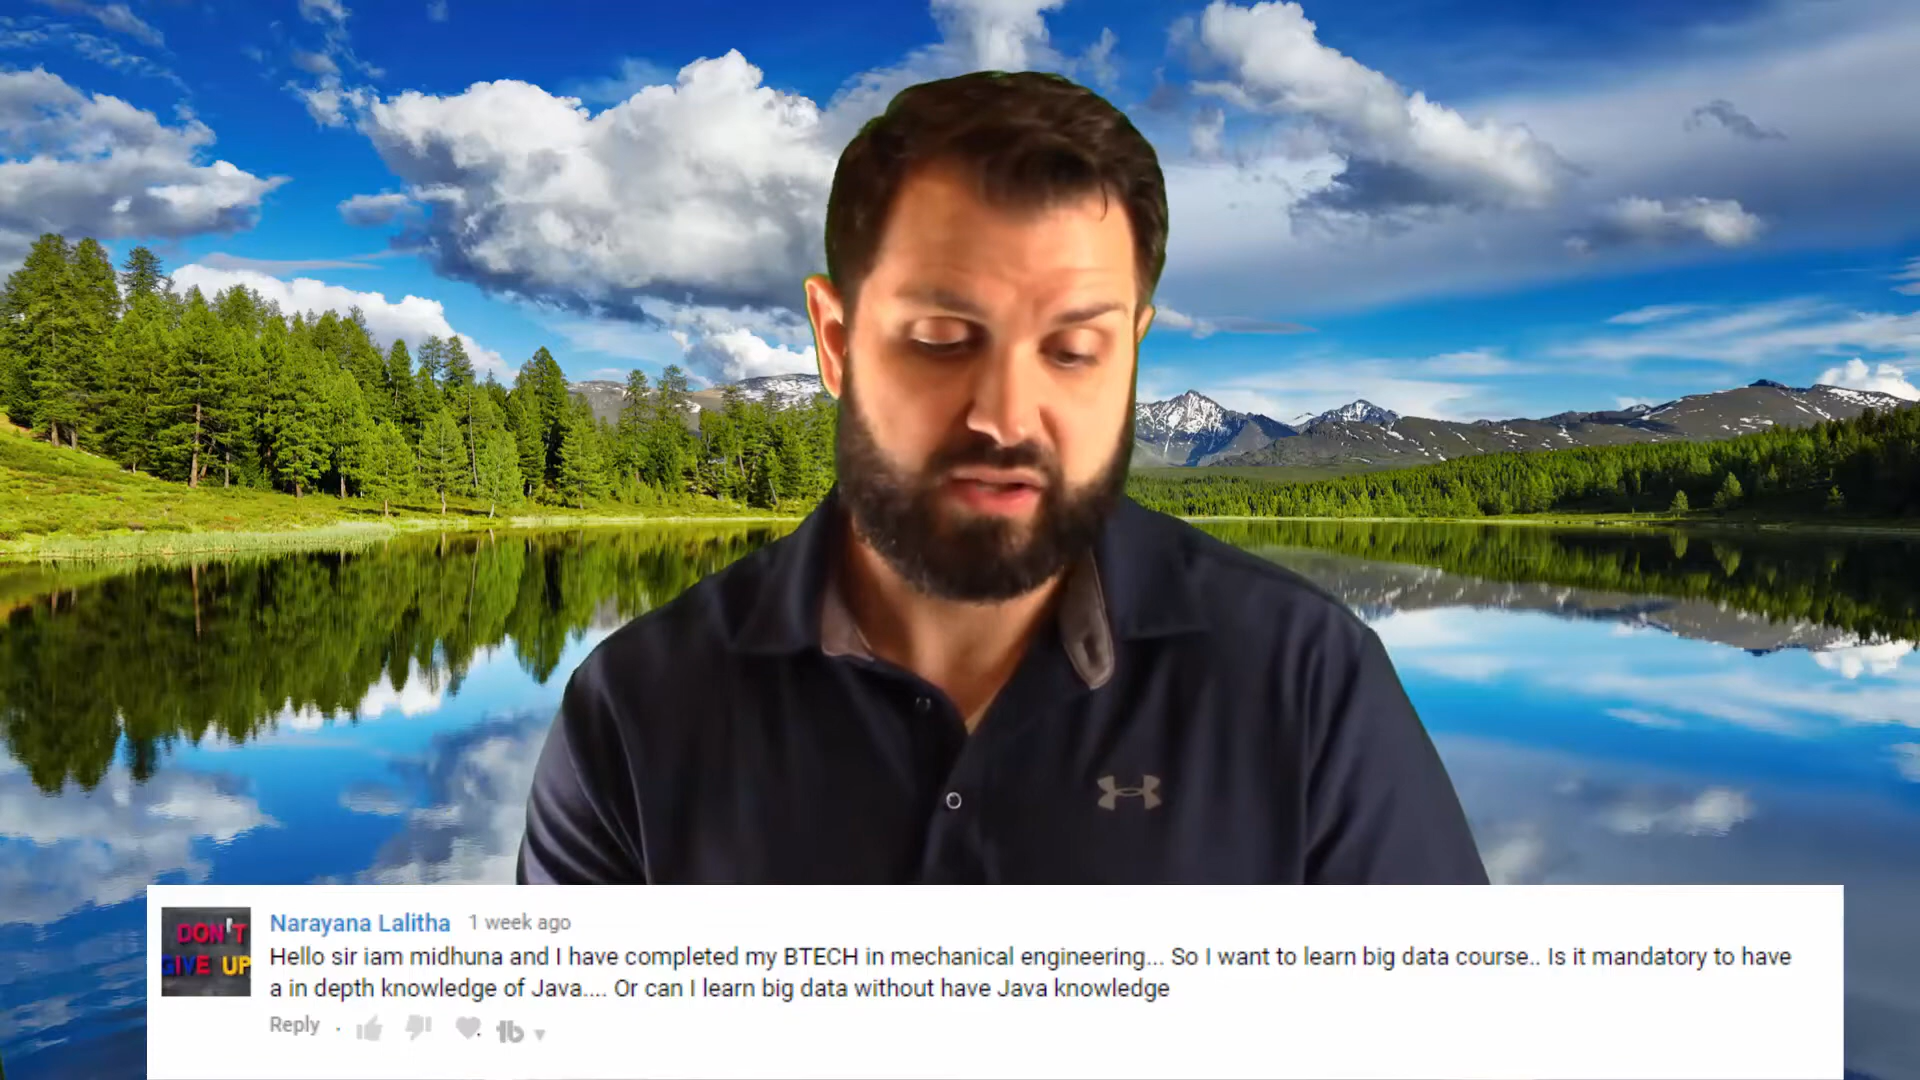 DON'T
GIVE UP
Narayana Lalitha 1 week ago
Hello sir iam midhuna and I have completed my BTECH in mechanical engineering... So I want to learn big data course.. Is it mandatory to have
a in depth knowledge of Java.... Or can I learn big data without have Java knowledge
Reply